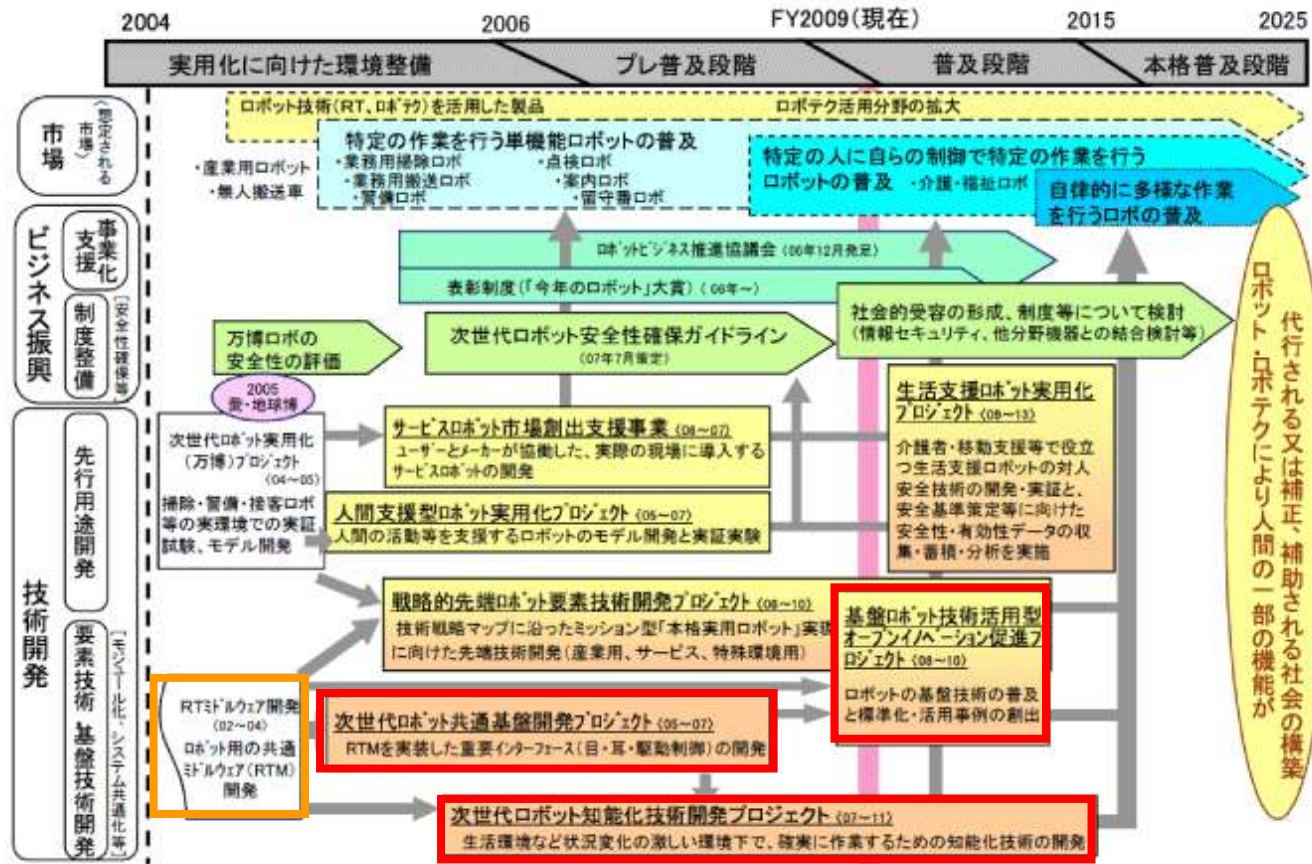 2004
2006
FY2009(現在)
2015
2025
実用化に向けた環境整備
プレ普及段階
普及段階
本格普及段階
市場
(想定される
市場)
ロボット技術(RT、ロボテク)を活用した製品
ロボテク活用分野の拡大
・産業用ロボット
・無人搬送車
特定の作業を行う単機能ロボットの普及
・業務用掃除ロボ
・業務用搬送ロボ
・警備ロボ
・点検ロボ
・案内ロボ
・留守番ロボ
特定の人に自らの制御で特定の作業を行う
ロボットの普及 ・介護・福祉ロボ
自律的に多様な作業
を行うロボの普及
ビジネス振興
事業化
支援
制度整備
[安全性確保等]
ロボットビジネス推進協議会(06年12月発足)
表彰制度(「今年のロボット」大賞)(06年~)
万博ロボの
安全性の評価
次世代ロボット安全性確保ガイドライン
(07年7月策定)
社会的受容の形成、制度等について検討
(情報セキュリティ、他分野機器との結合検討等)
2005
愛・地球博
技術開発
先行用途開発
次世代ロボット実用化
(万博)プロジェクト
(04~05)
掃除・警備・接客ロボ
等の実環境での実証
試験、モデル開発
サービスロボット市場創出支援事業(06~07)
ユーザーとメーカーが協働した、実際の現場に導入する
サービスロボットの開発
人間支援型ロボット実用化プロジェクト(05~07)
人間の活動等を支援するロボットのモデル開発と実証実験
生活支援ロボット実用化
プロジェクト(09~13)
介護者・移動支援等で役立
つ生活支援ロボットの対人
安全技術の開発・実証と、
安全基準策定等に向けた
安全性・有効性データの収
集・蓄積・分析を実施
要素技術・基盤技術開発
[モジュール化、システム共通化等]
戦略的先端ロボット要素技術開発プロジェクト(06~10)
技術戦略マップに沿ったミッション型「本格実用ロボット」実現
に向けた先端技術開発(産業用、サービス、特殊環境用)
基盤ロボット技術活用型
オープンイノベーション促進プ
ロジェクト(08~10)
ロボットの基盤技術の普及
と標準化・活用事例の創出
RTミドルウェア開発
(02~04)
ロボット用の共通
ミドルウェア(RTM)
開発
次世代ロボット共通基盤開発プロジェクト(05~07)
RTMを実装した重要インターフェース(目・耳・駆動制御)の開発
次世代ロボット知能化技術開発プロジェクト(07~11)
生活環境など状況変化の激しい環境下で、確実に作業するための知能化技術の開発
ロボット・ロボテクにより人間の一部の機能が
代行される又は補正、補助される社会の構築